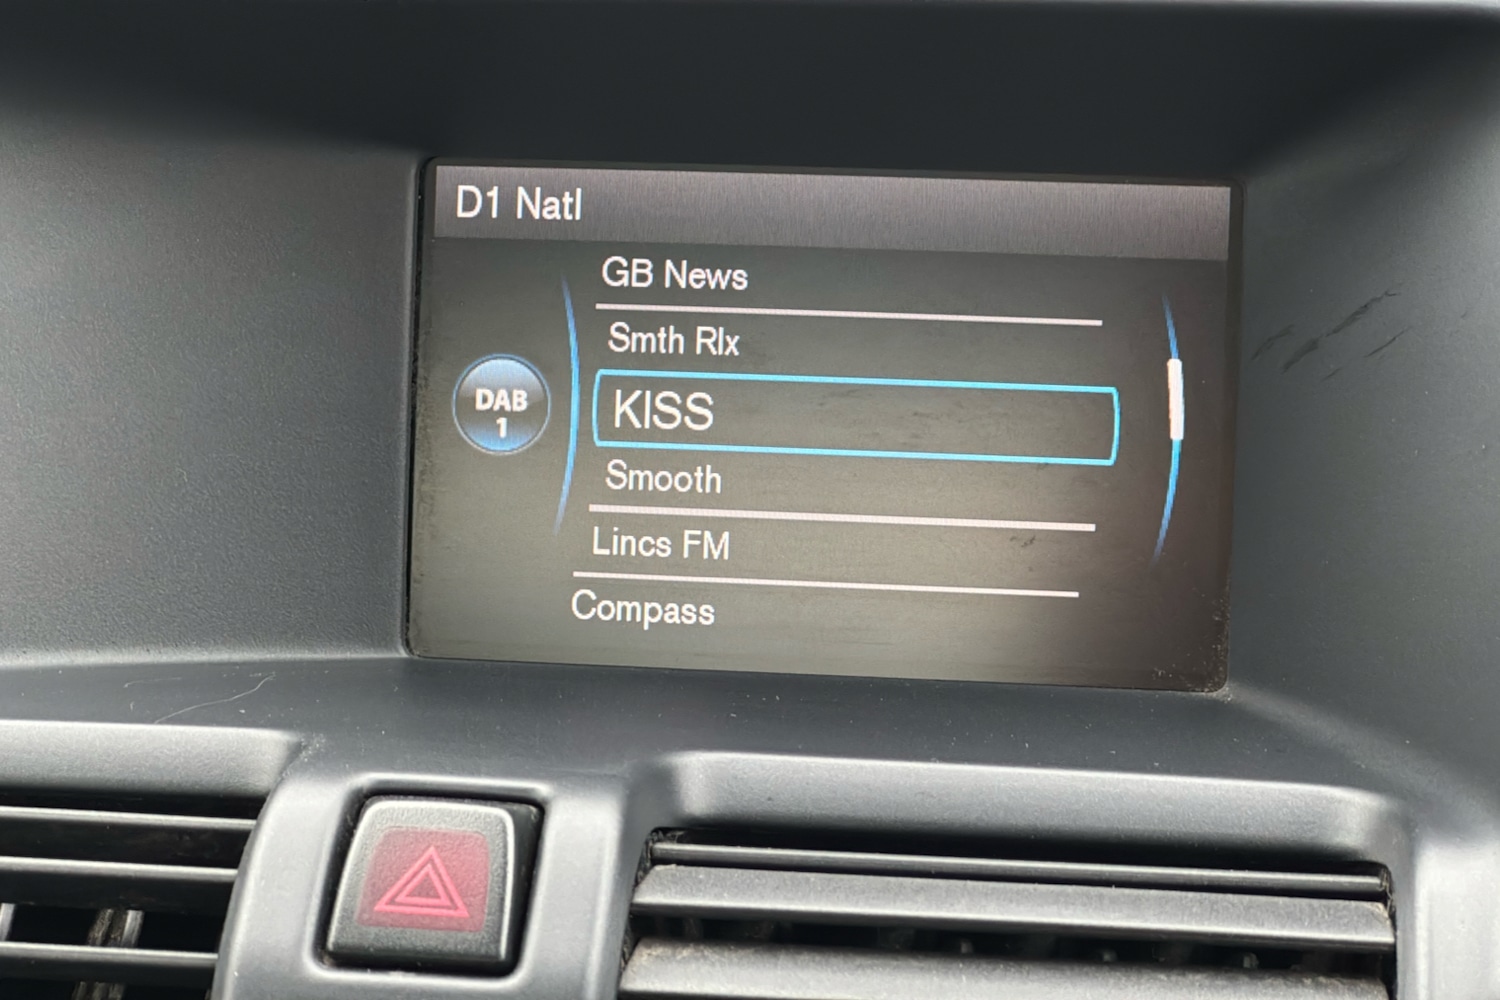 D1 Natl
GB News
Smth Rlx
DAB
1
KISS
Smooth
Lincs FM
Compass